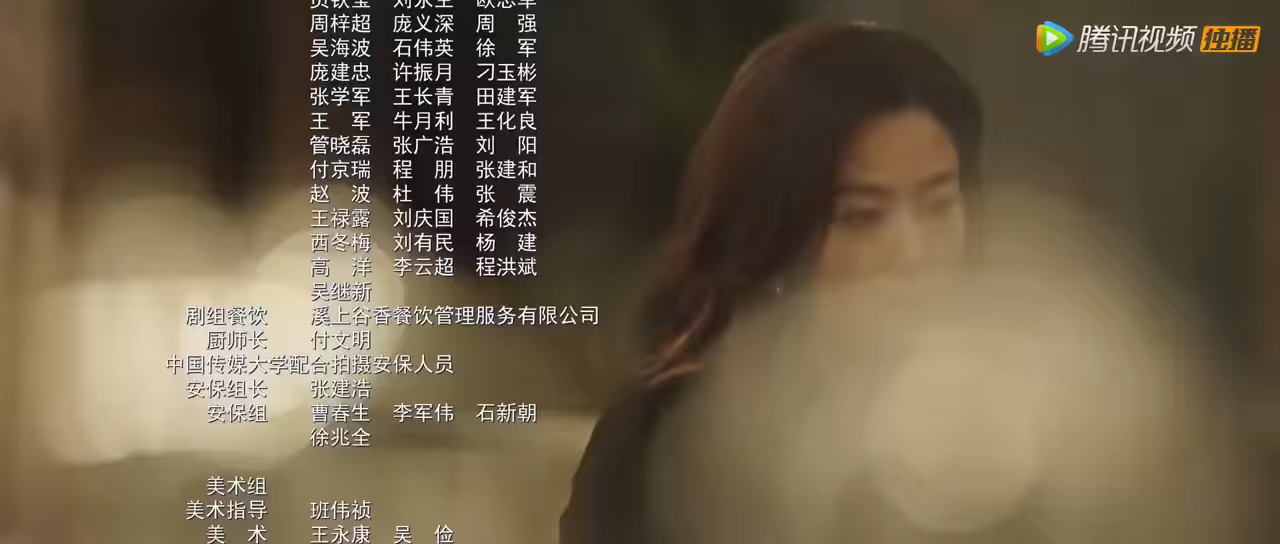 腾讯视频 独播
周梓超 庞义深 周 强
吴海波 石伟英 徐 军
庞建忠 许振月 刁玉彬
张学军 王长青 田建军
王 军 牛月利 王化良
管晓磊 张广浩 刘 阳
付京瑞 程 朋 张建和
赵 波 杜 伟 张 震
王禄露 刘庆国 希俊杰
西冬梅 刘有民 杨 建
高 洋 李云超 程洪斌
吴继新
剧组餐饮 溪上谷香餐饮管理服务有限公司
厨师长 付文明
中国传媒大学配合拍摄安保人员
安保组长 张建浩
安保组 曹春生 李军伟 石新朝
徐兆全
美术组
美术指导 班伟祯
美 术 王永康 吴 俭